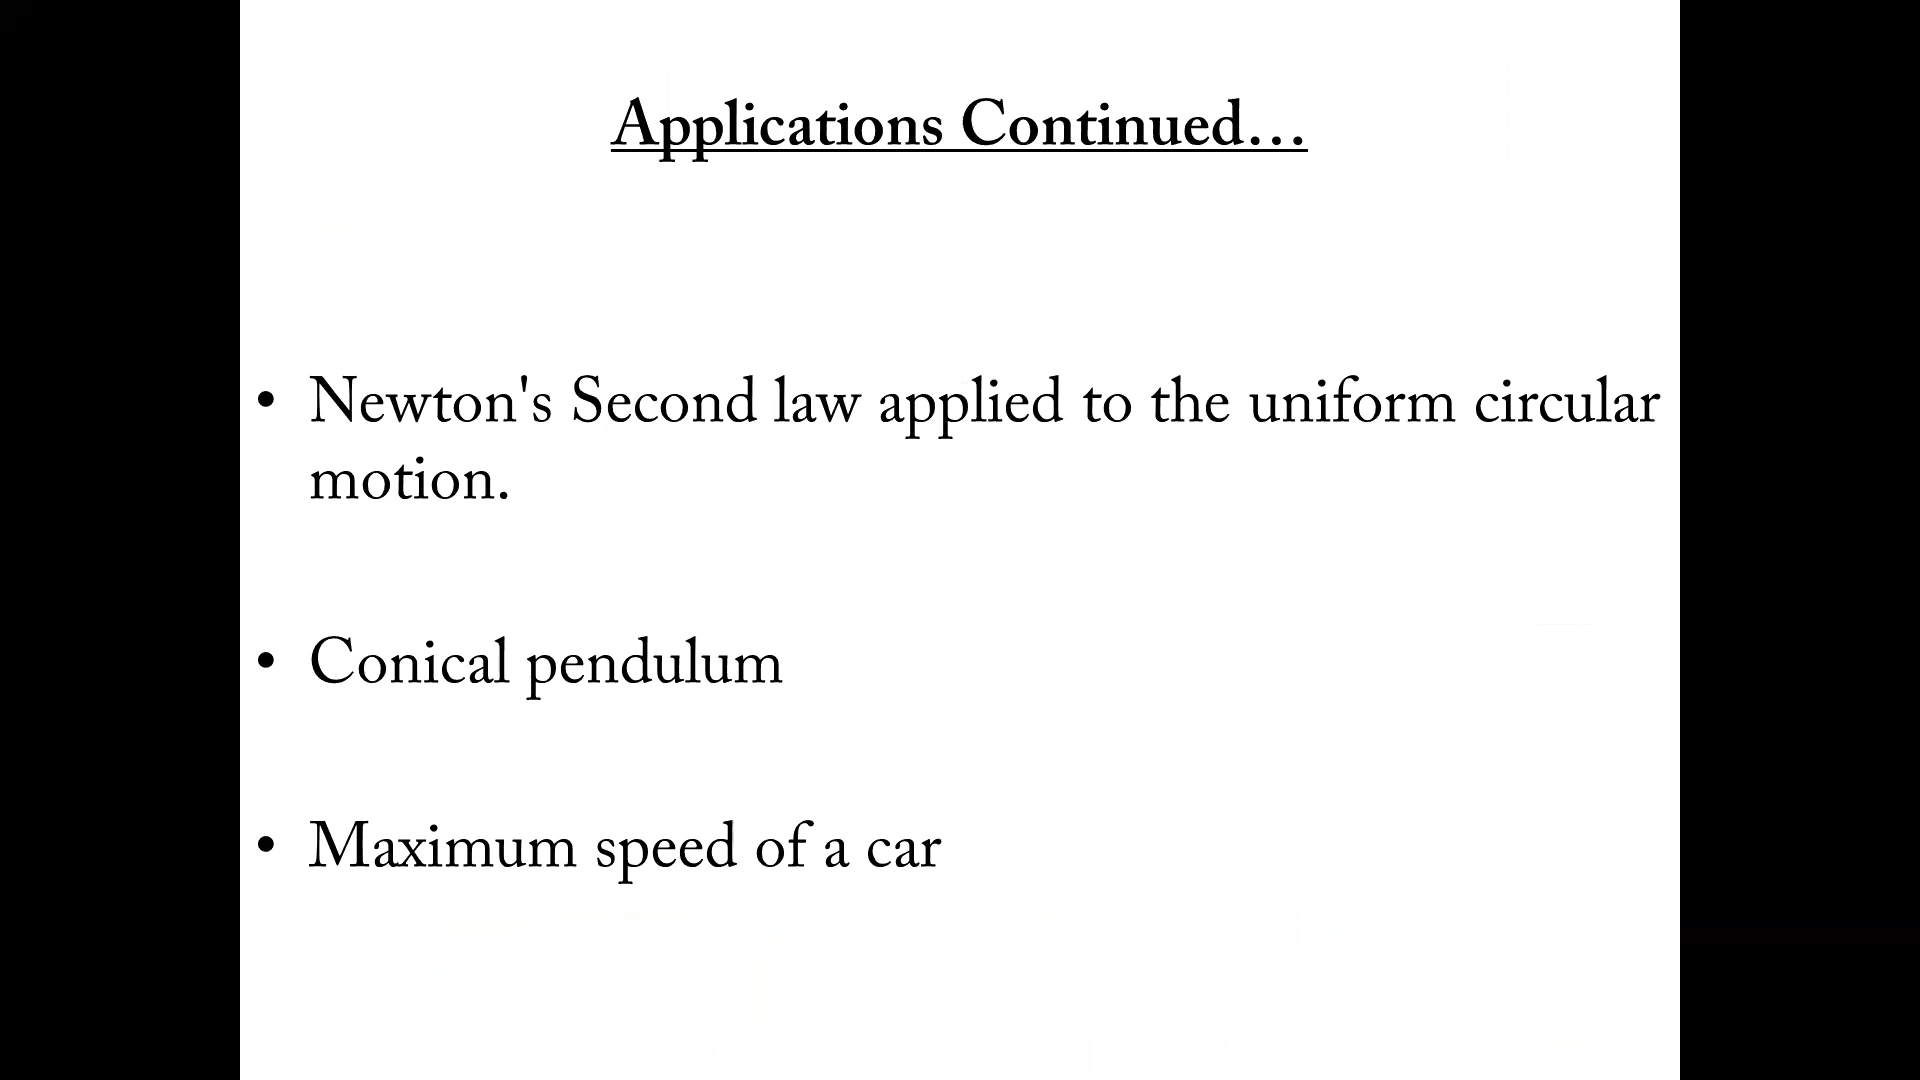 Applications Continued…
• Newton's Second law applied to the uniform circular
motion.
• Conical pendulum
• Maximum speed of a car